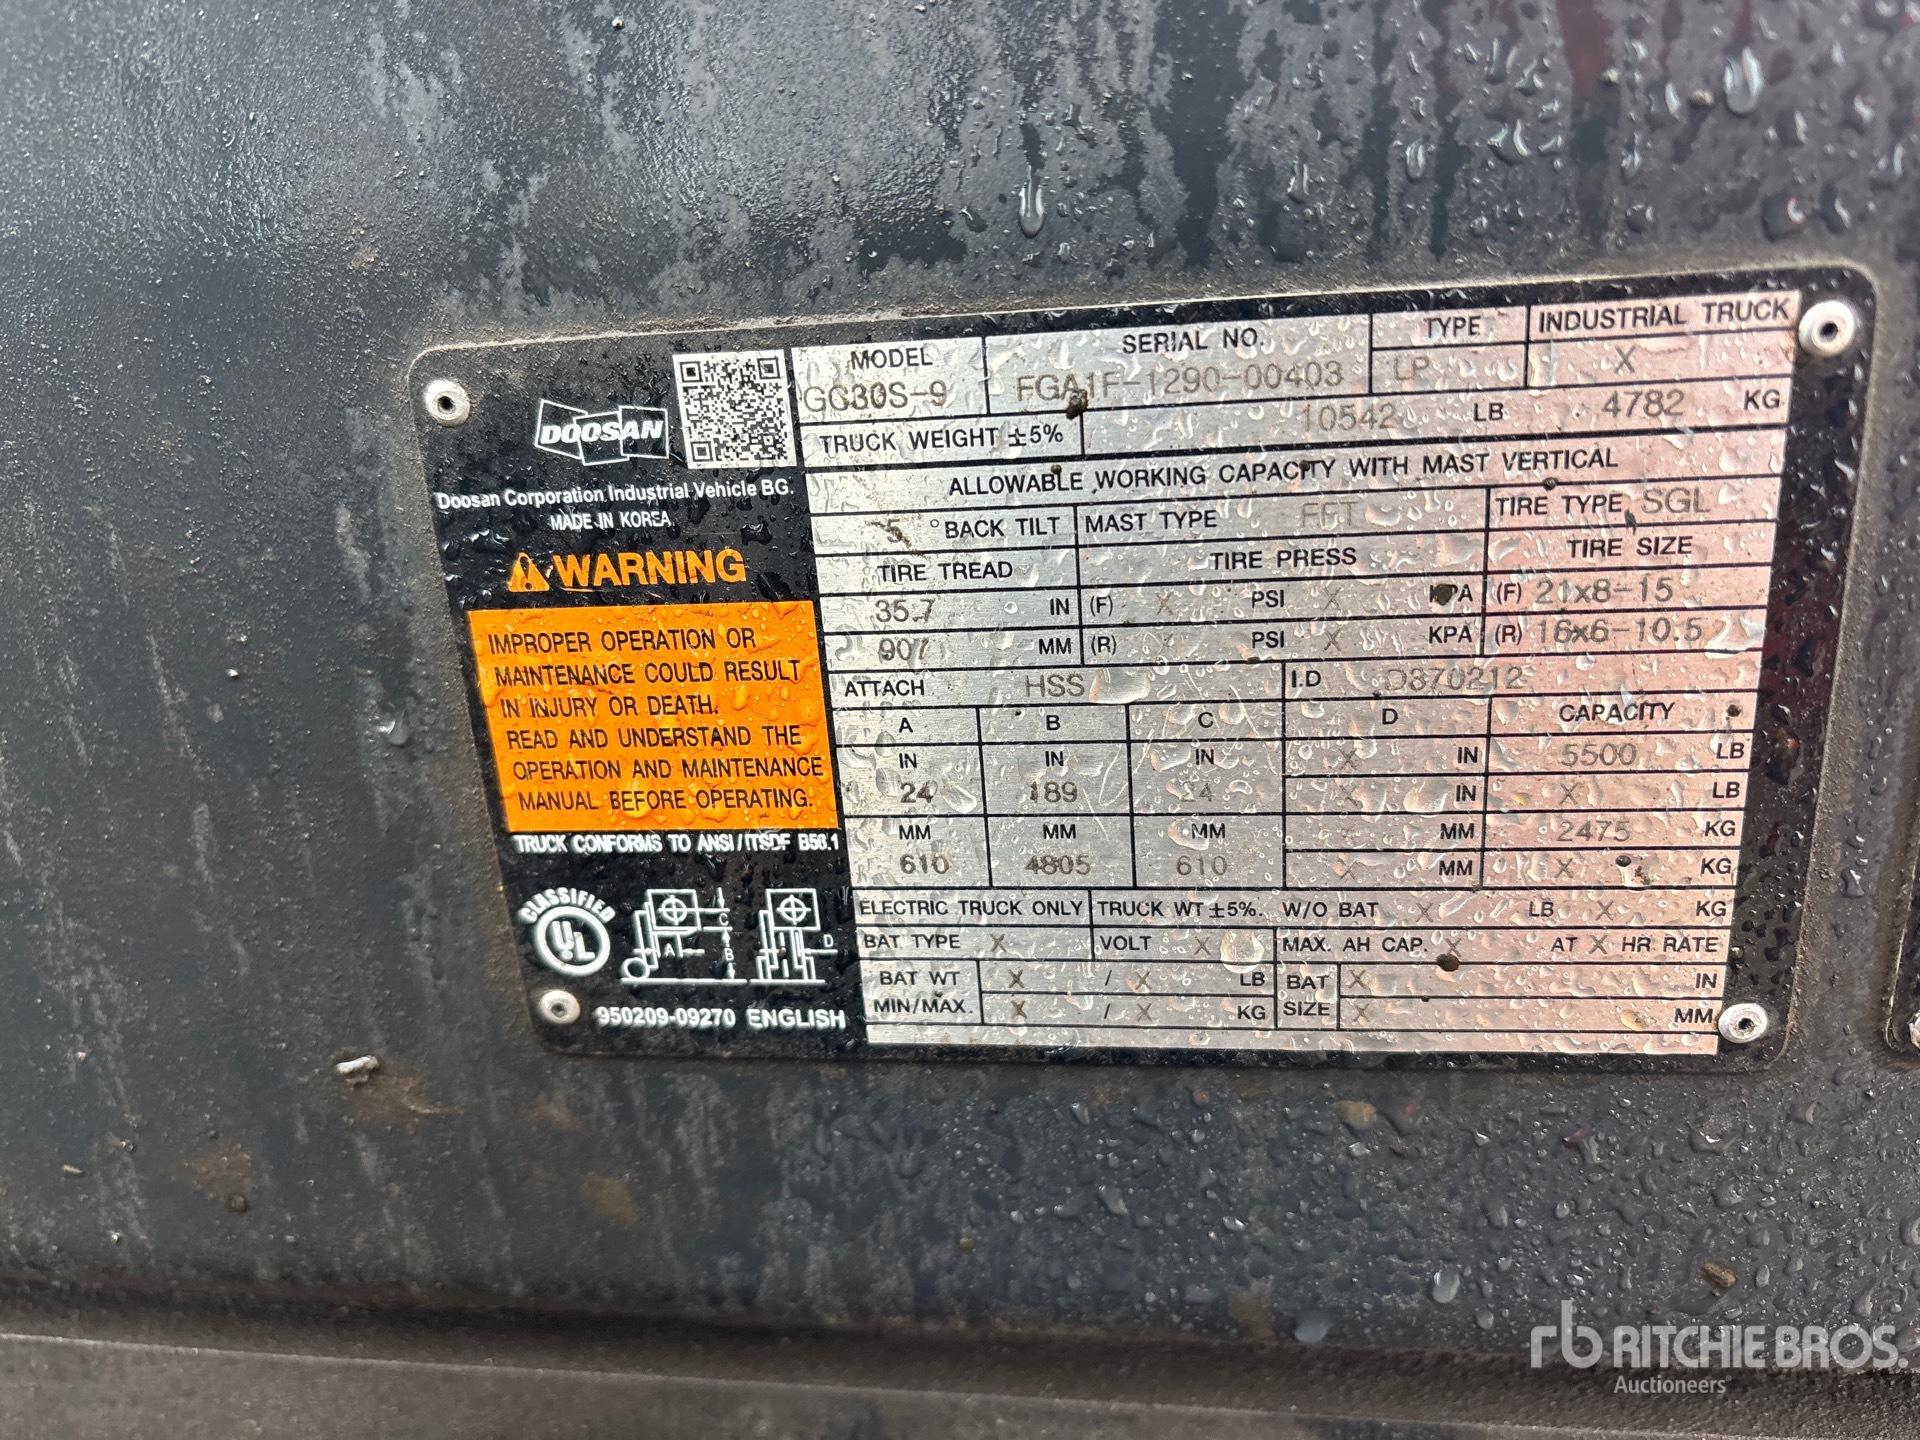 DOOSAN
Doosan Corporation Industrial Vehicle BG.
MADE IN KOREA
WARNING
IMPROPER OPERATION OR
MAINTENANCE COULD RESULT
IN INJURY OR DEATH.
READ AND UNDERSTAND THE
OPERATION AND MAINTENANCE
MANUAL BEFORE OPERATING.
TRUCK CONFORMS TO ANSI/ITSDF B56.1
CLASSIFIED
UL
A C B D
950209-09270 ENGLISH
MODEL SERIAL NO. TYPE INDUSTRIAL TRUCK
GC30S-9 FGA1F-1290-00403 LP X
TRUCK WEIGHT ±5% 10542 LB 4782 KG
ALLOWABLE WORKING CAPACITY WITH MAST VERTICAL
5 ° BACK TILT MAST TYPE FFT TIRE TYPE SGL
TIRE TREAD TIRE PRESS TIRE SIZE
35.7 IN (F) X PSI X KPA (F) 21x8-15
907 MM (R) X PSI X KPA (R) 16x6-10.5
ATTACH HSS I.D D370212
A B C D CAPACITY
IN IN IN X IN 5500 LB
24 189 24 X IN X LB
MM MM MM X MM 2475 KG
610 4805 610 X MM X KG
ELECTRIC TRUCK ONLY TRUCK WT ±5%. W/O BAT X LB X KG
BAT TYPE X VOLT X MAX. AH CAP. X AT X HR RATE
BAT WT X / X LB BAT X IN
MIN/MAX. X / X KG SIZE X MM
rb RITCHIE BROS.
Auctioneers